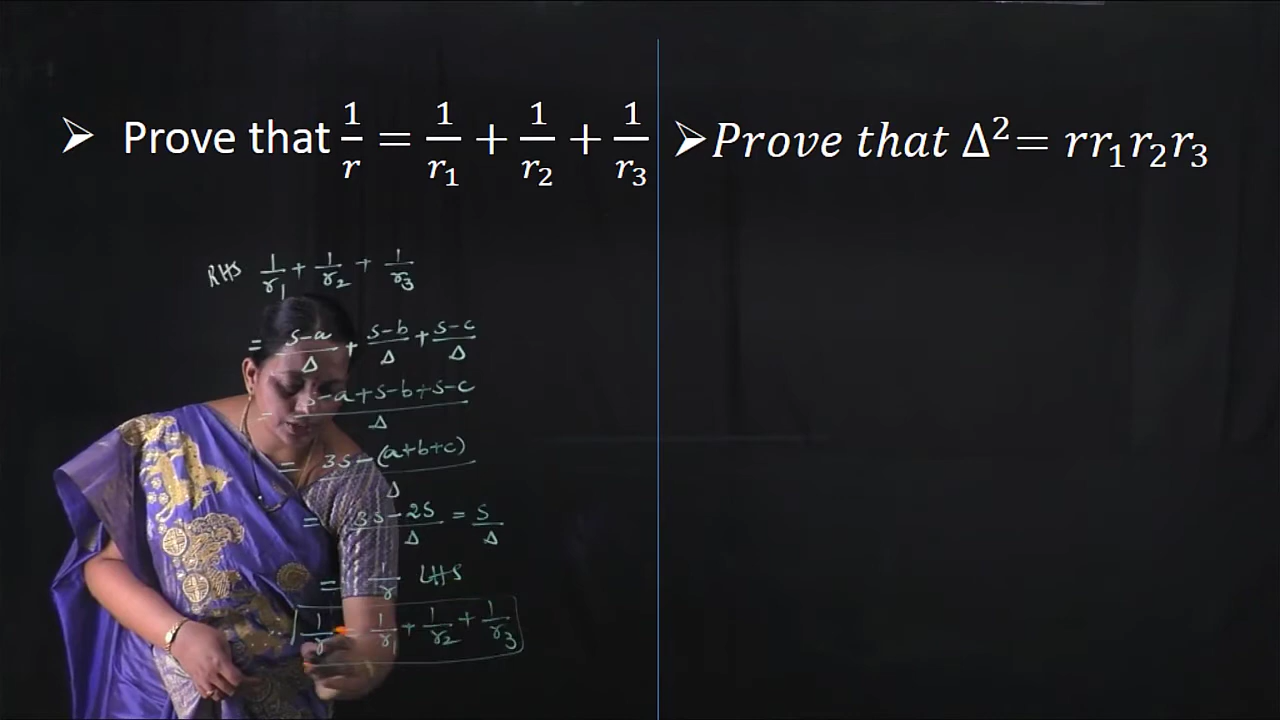 ➢ Prove that 1/r = 1/r₁ + 1/r₂ + 1/r₃
➢ Prove that Δ² = rr₁r₂r₃
RHS 1/r₁ + 1/r₂ + 1/r₃
= s-a/Δ + s-b/Δ + s-c/Δ
= s-a+s-b+s-c/Δ
= 3s-(a+b+c)/Δ
= 3s-2s/Δ = s/Δ
= 1/r LHS
1/r = 1/r₁ + 1/r₂ + 1/r₃